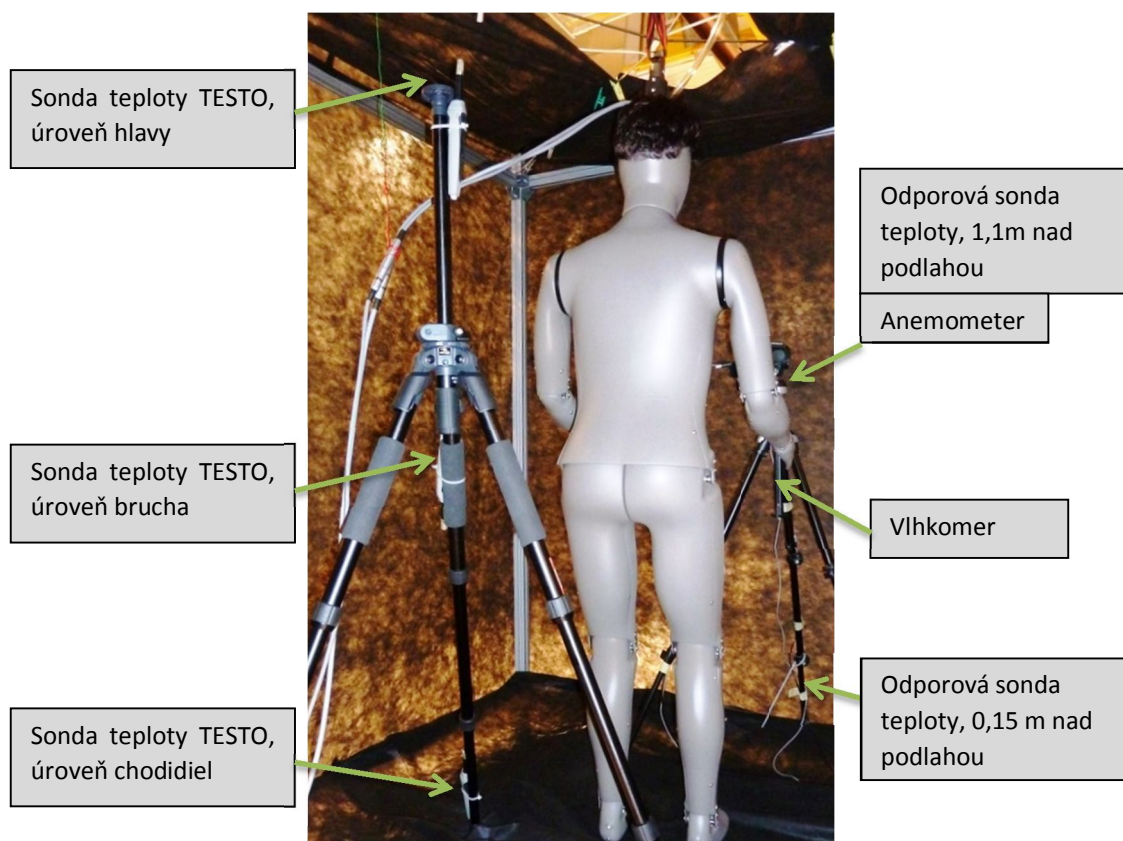 Sonda teploty TESTO,
úroveň hlavy
Sonda teploty TESTO,
úroveň brucha
Sonda teploty TESTO,
úroveň chodidiel
Odporová sonda
teploty, 1,1m nad
podlahou
Anemometer
Vlhkomer
Odporová sonda
teploty, 0,15 m nad
podlahou